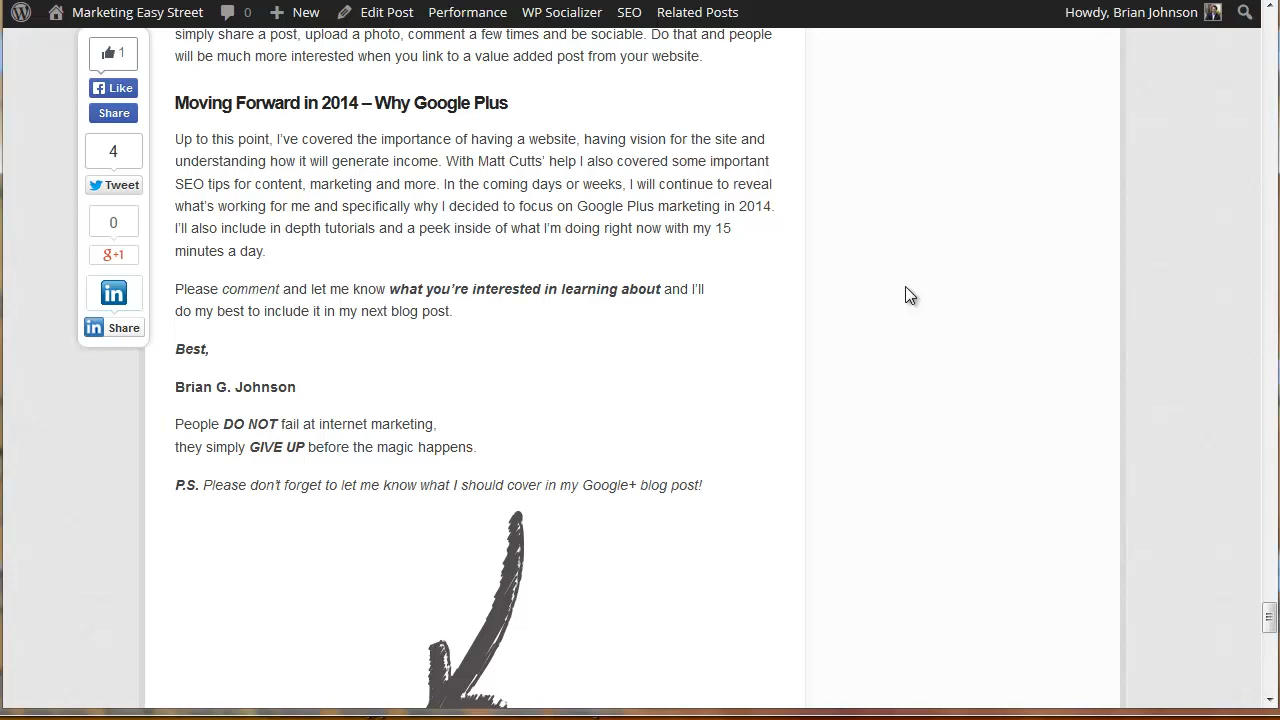 Marketing Easy Street 0 New Edit Post Performance WP Socializer SEO Related Posts Howdy, Brian Johnson
simply share a post, upload a photo, comment a few times and be sociable. Do that and people
will be much more interested when you link to a value added post from your website.
1
Like
Share
4
Tweet
0
g+1
in
in Share
Moving Forward in 2014 – Why Google Plus
Up to this point, I've covered the importance of having a website, having vision for the site and
understanding how it will generate income. With Matt Cutts' help I also covered some important
SEO tips for content, marketing and more. In the coming days or weeks, I will continue to reveal
what's working for me and specifically why I decided to focus on Google Plus marketing in 2014.
I'll also include in depth tutorials and a peek inside of what I'm doing right now with my 15
minutes a day.
Please comment and let me know what you're interested in learning about and I'll
do my best to include it in my next blog post.
Best,
Brian G. Johnson
People DO NOT fail at internet marketing,
they simply GIVE UP before the magic happens.
P.S. Please don't forget to let me know what I should cover in my Google+ blog post!